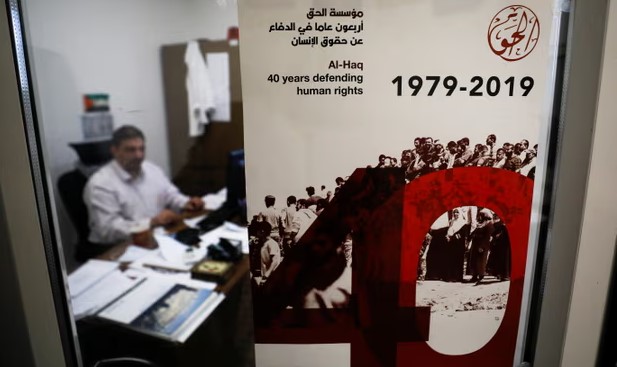 مؤسسة الحق
أربعون عاما في الدفاع
عن حقوق الإنسان
Al-Haq
40 years defending
human rights
الحق
1979-2019
40